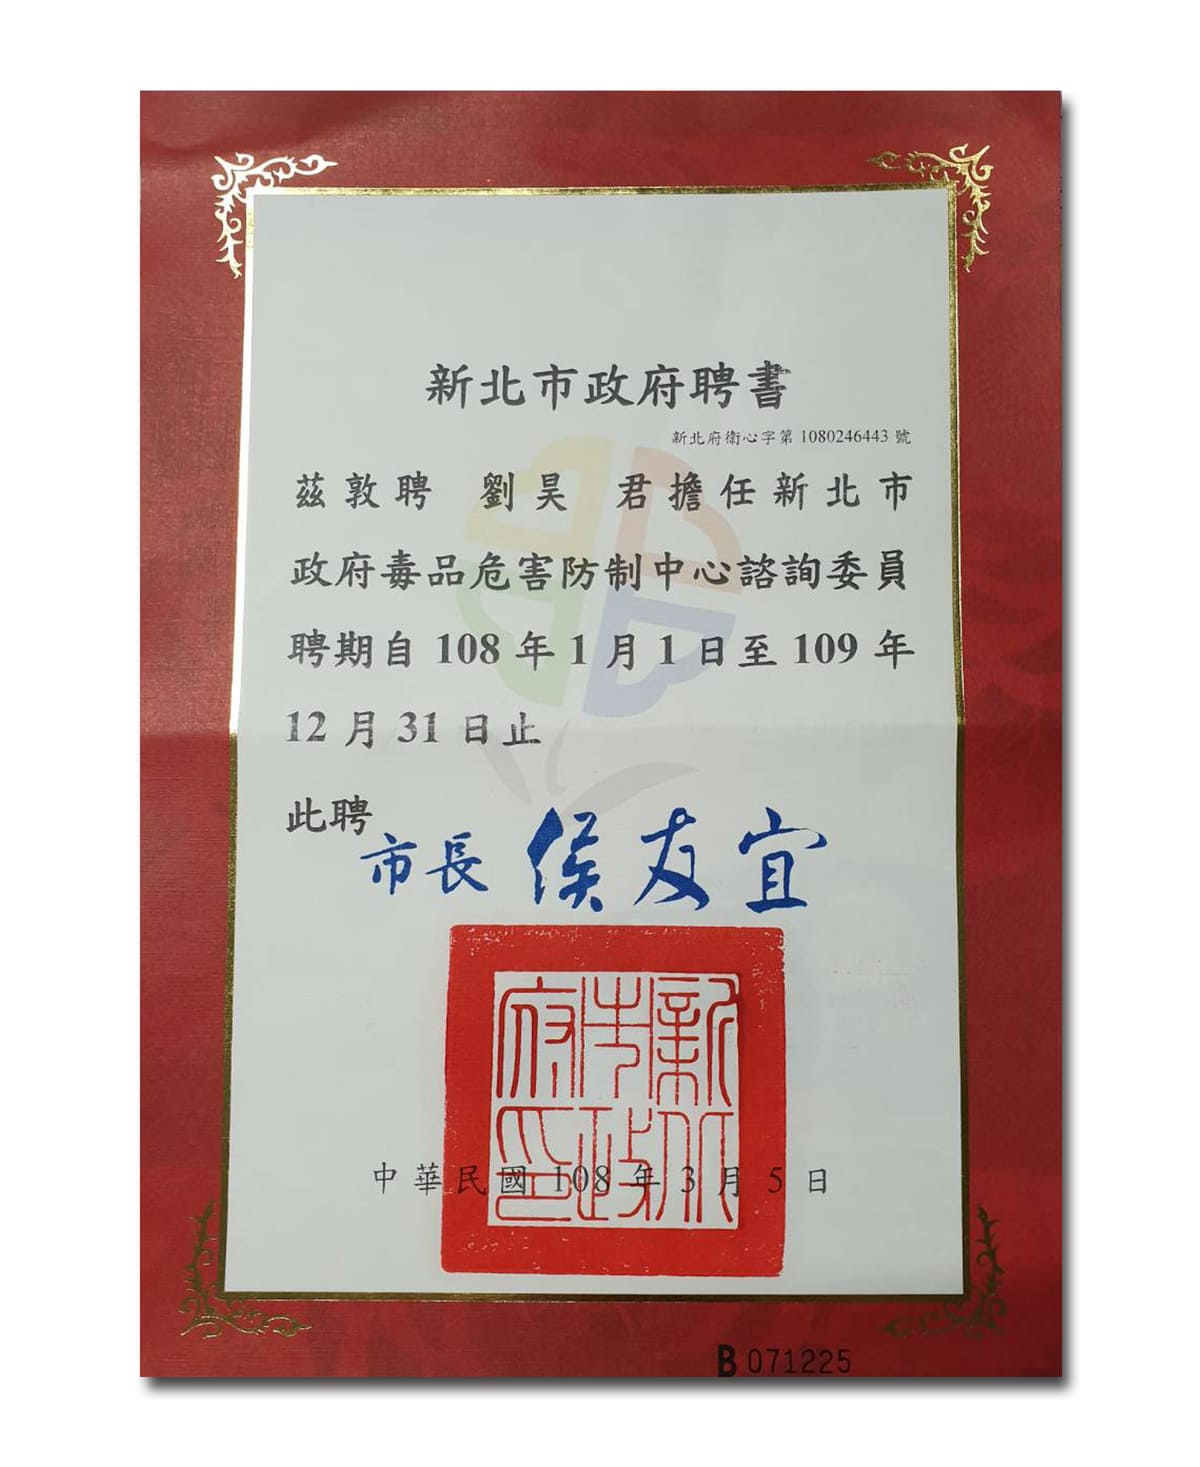 新北市政府聘書
新北府衛心字第1080246443號
茲敦聘 劉昊 君擔任新北市
政府毒品危害防制中心諮詢委員
聘期自108年1月1日至109年
12月31日止
此聘
市長 侯友宜
新北市政府印
中華民國108年3月5日
B 071225